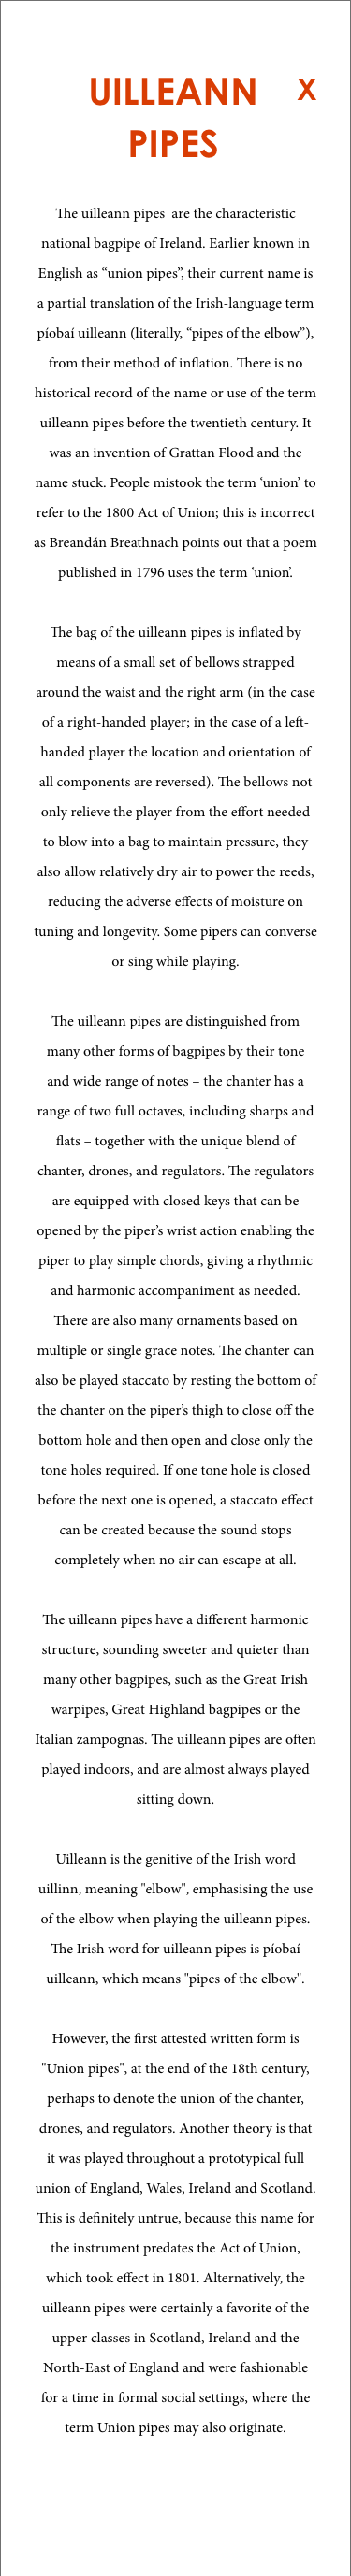 UILLEANN X
PIPES
The uilleann pipes  are the characteristic
national bagpipe of Ireland. Earlier known in
English as “union pipes”, their current name is
a partial translation of the Irish-language term
píobaí uilleann (literally, “pipes of the elbow”),
from their method of inflation. There is no
historical record of the name or use of the term
uilleann pipes before the twentieth century. It
was an invention of Grattan Flood and the
name stuck. People mistook the term ‘union’ to
refer to the 1800 Act of Union; this is incorrect
as Breandán Breathnach points out that a poem
published in 1796 uses the term ‘union’.
The bag of the uilleann pipes is inflated by
means of a small set of bellows strapped
around the waist and the right arm (in the case
of a right-handed player; in the case of a left-
handed player the location and orientation of
all components are reversed). The bellows not
only relieve the player from the effort needed
to blow into a bag to maintain pressure, they
also allow relatively dry air to power the reeds,
reducing the adverse effects of moisture on
tuning and longevity. Some pipers can converse
or sing while playing.
The uilleann pipes are distinguished from
many other forms of bagpipes by their tone
and wide range of notes – the chanter has a
range of two full octaves, including sharps and
flats – together with the unique blend of
chanter, drones, and regulators. The regulators
are equipped with closed keys that can be
opened by the piper’s wrist action enabling the
piper to play simple chords, giving a rhythmic
and harmonic accompaniment as needed.
There are also many ornaments based on
multiple or single grace notes. The chanter can
also be played staccato by resting the bottom of
the chanter on the piper’s thigh to close off the
bottom hole and then open and close only the
tone holes required. If one tone hole is closed
before the next one is opened, a staccato effect
can be created because the sound stops
completely when no air can escape at all.
The uilleann pipes have a different harmonic
structure, sounding sweeter and quieter than
many other bagpipes, such as the Great Irish
warpipes, Great Highland bagpipes or the
Italian zampognas. The uilleann pipes are often
played indoors, and are almost always played
sitting down.
Uilleann is the genitive of the Irish word
uillinn, meaning "elbow", emphasising the use
of the elbow when playing the uilleann pipes.
The Irish word for uilleann pipes is píobaí
uilleann, which means "pipes of the elbow".
However, the first attested written form is
"Union pipes", at the end of the 18th century,
perhaps to denote the union of the chanter,
drones, and regulators. Another theory is that
it was played throughout a prototypical full
union of England, Wales, Ireland and Scotland.
This is definitely untrue, because this name for
the instrument predates the Act of Union,
which took effect in 1801. Alternatively, the
uilleann pipes were certainly a favorite of the
upper classes in Scotland, Ireland and the
North-East of England and were fashionable
for a time in formal social settings, where the
term Union pipes may also originate.